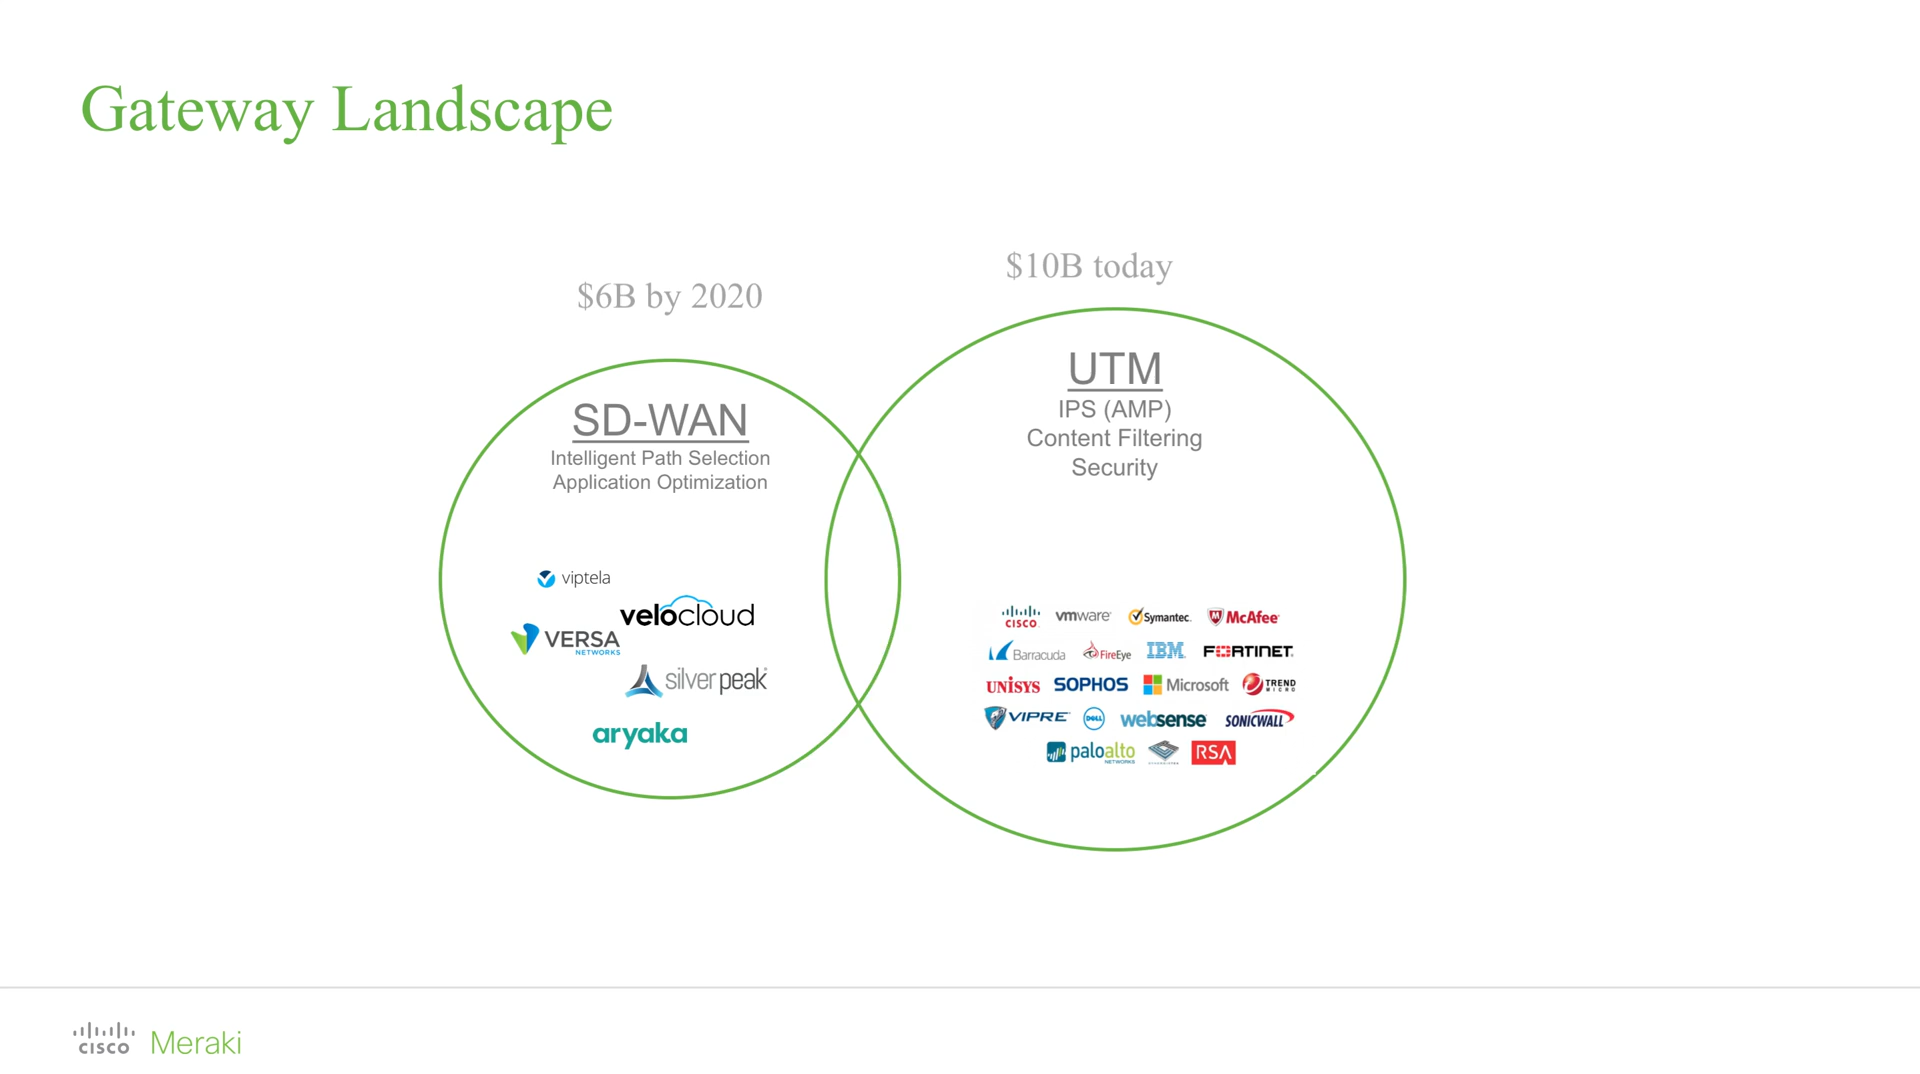 Gateway Landscape
$6B by 2020
$10B today
SD-WAN
Intelligent Path Selection
Application Optimization
viptela
velocloud
VERSA
NETWORKS
silver peak
aryaka
UTM
IPS (AMP)
Content Filtering
Security
CISCO vmware Symantec. McAfee
Barracuda FireEye IBM FORTINET
UNISYS SOPHOS Microsoft TREND MICRO
VIPRE DELL websense SONICWALL
paloalto NETWORKS RSA
CISCO Meraki